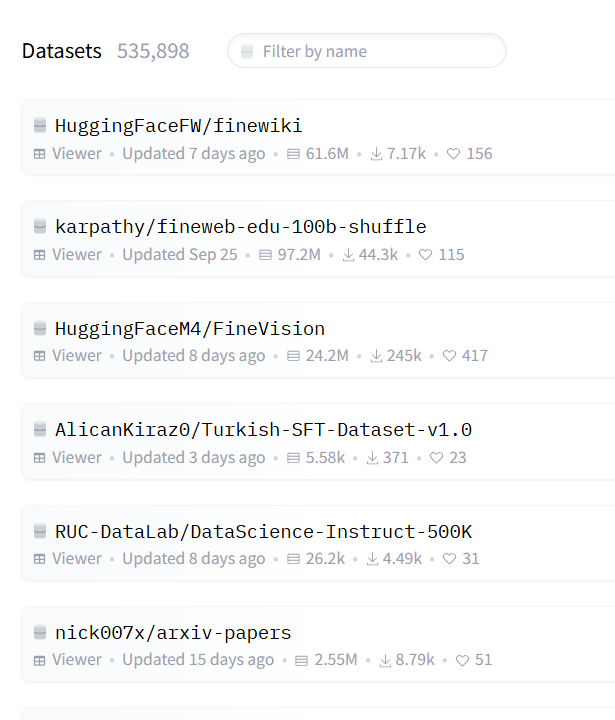 Datasets 535,898 Filter by name
HuggingFaceFW/finewiki
Viewer • Updated 7 days ago • 61.6M • 7.17k • 156
karpathy/fineweb-edu-100b-shuffle
Viewer • Updated Sep 25 • 97.2M • 44.3k • 115
HuggingFaceM4/FineVision
Viewer • Updated 8 days ago • 24.2M • 245k • 417
AlicanKiraz0/Turkish-SFT-Dataset-v1.0
Viewer • Updated 3 days ago • 5.58k • 371 • 23
RUC-DataLab/DataScience-Instruct-500K
Viewer • Updated 8 days ago • 26.2k • 4.49k • 31
nick007x/arxiv-papers
Viewer • Updated 15 days ago • 2.55M • 8.79k • 51